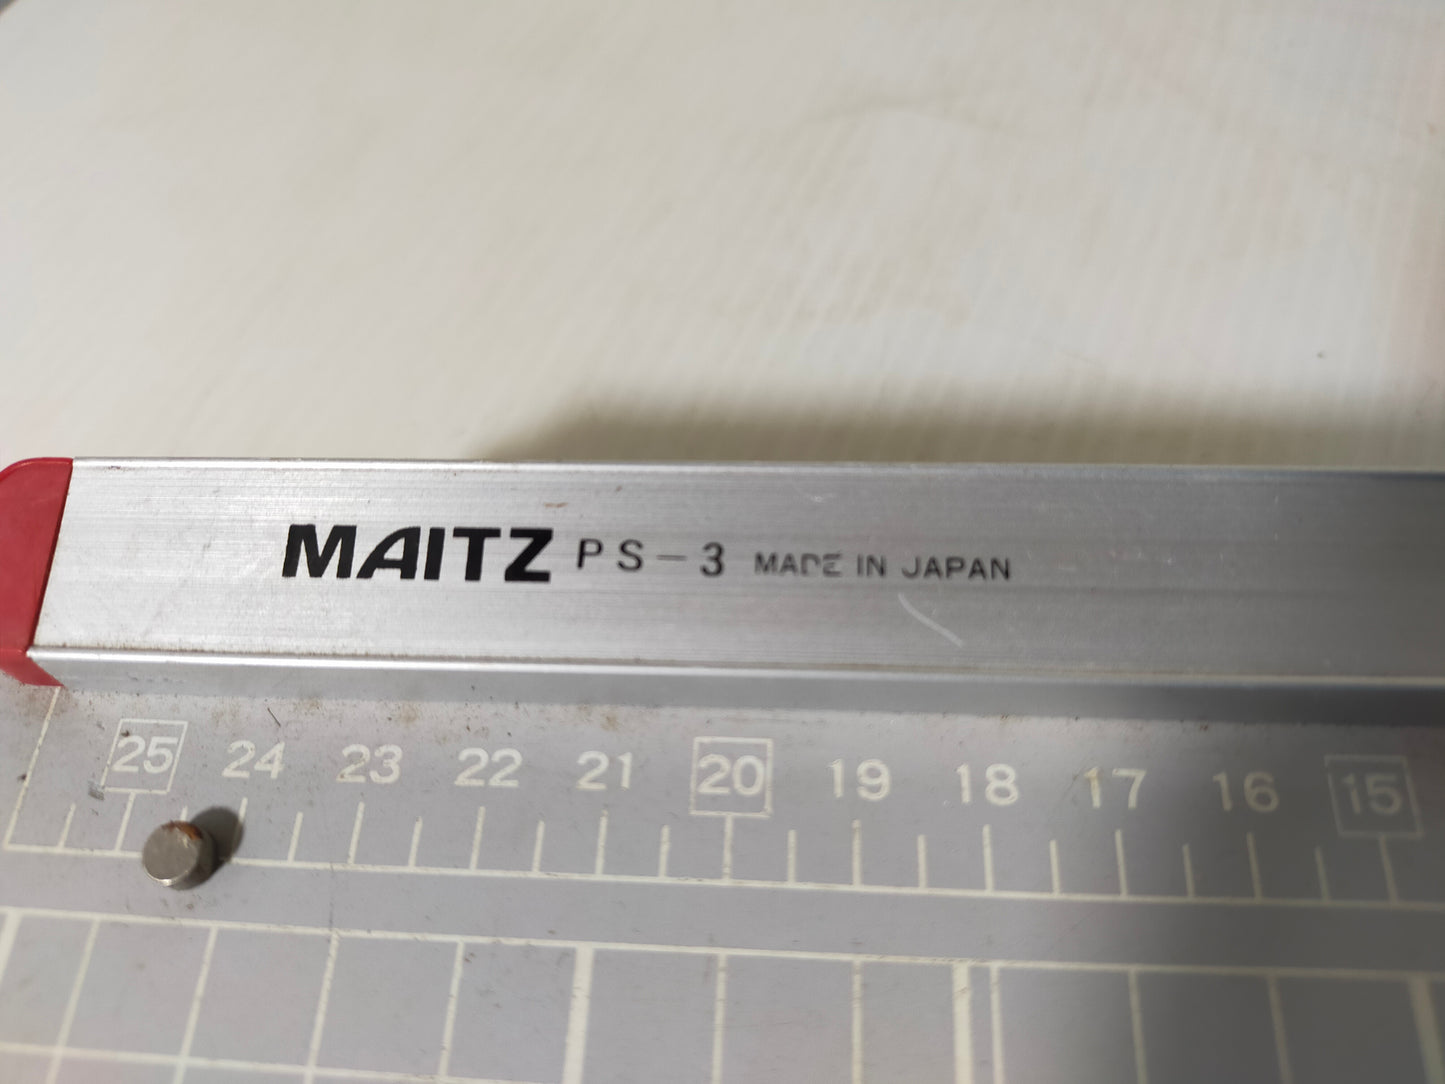 MAITZ PS-3 MADE IN JAPAN
25 24 23 22 21 20 19 18 17 16 15